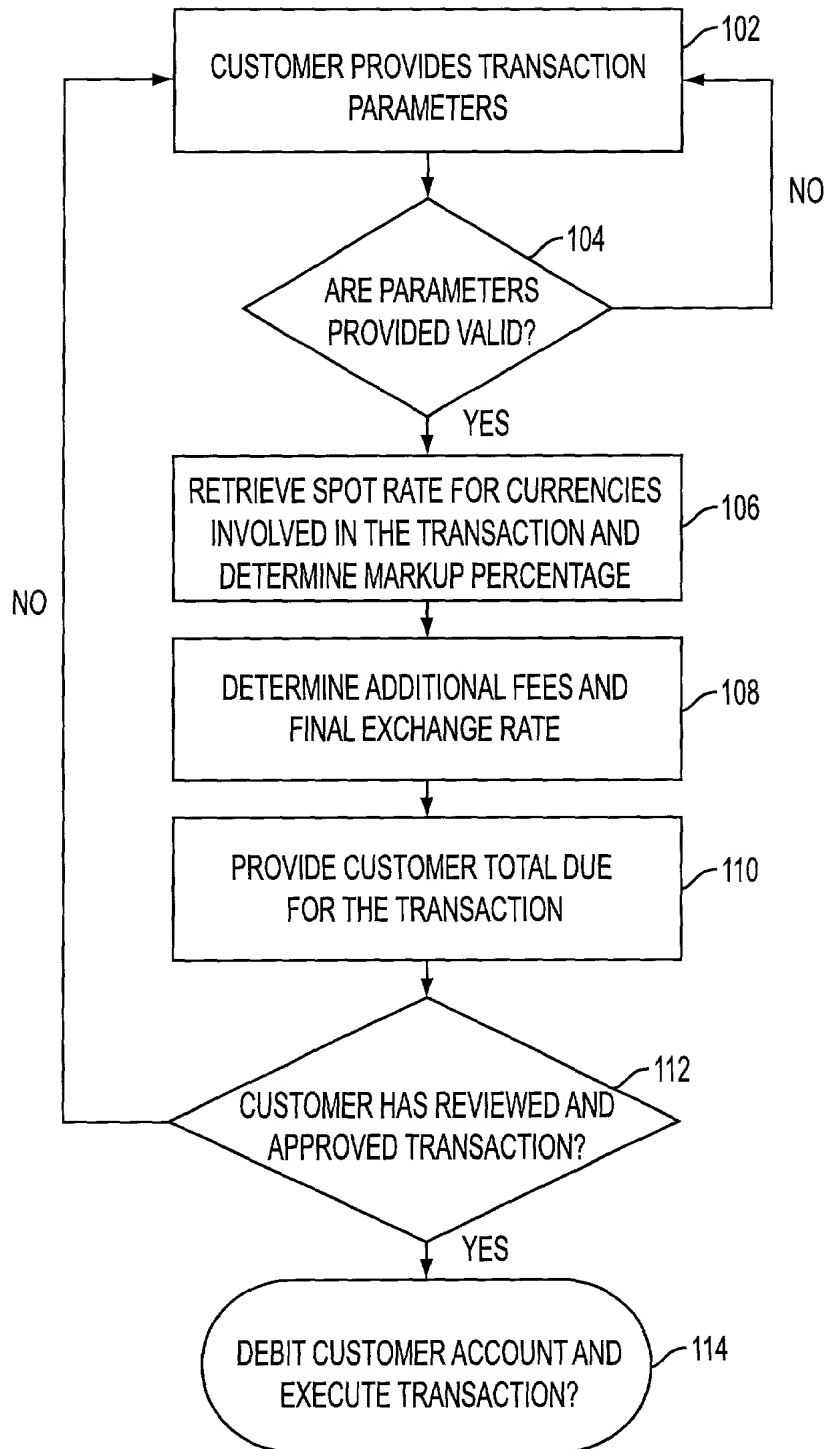 102
CUSTOMER PROVIDES TRANSACTION
PARAMETERS
NO
104
ARE PARAMETERS
PROVIDED VALID?
YES
RETRIEVE SPOT RATE FOR CURRENCIES
INVOLVED IN THE TRANSACTION AND
DETERMINE MARKUP PERCENTAGE
106
NO
DETERMINE ADDITIONAL FEES AND
FINAL EXCHANGE RATE
108
PROVIDE CUSTOMER TOTAL DUE
FOR THE TRANSACTION
110
112
CUSTOMER HAS REVIEWED AND
APPROVED TRANSACTION?
YES
DEBIT CUSTOMER ACCOUNT AND
EXECUTE TRANSACTION?
114